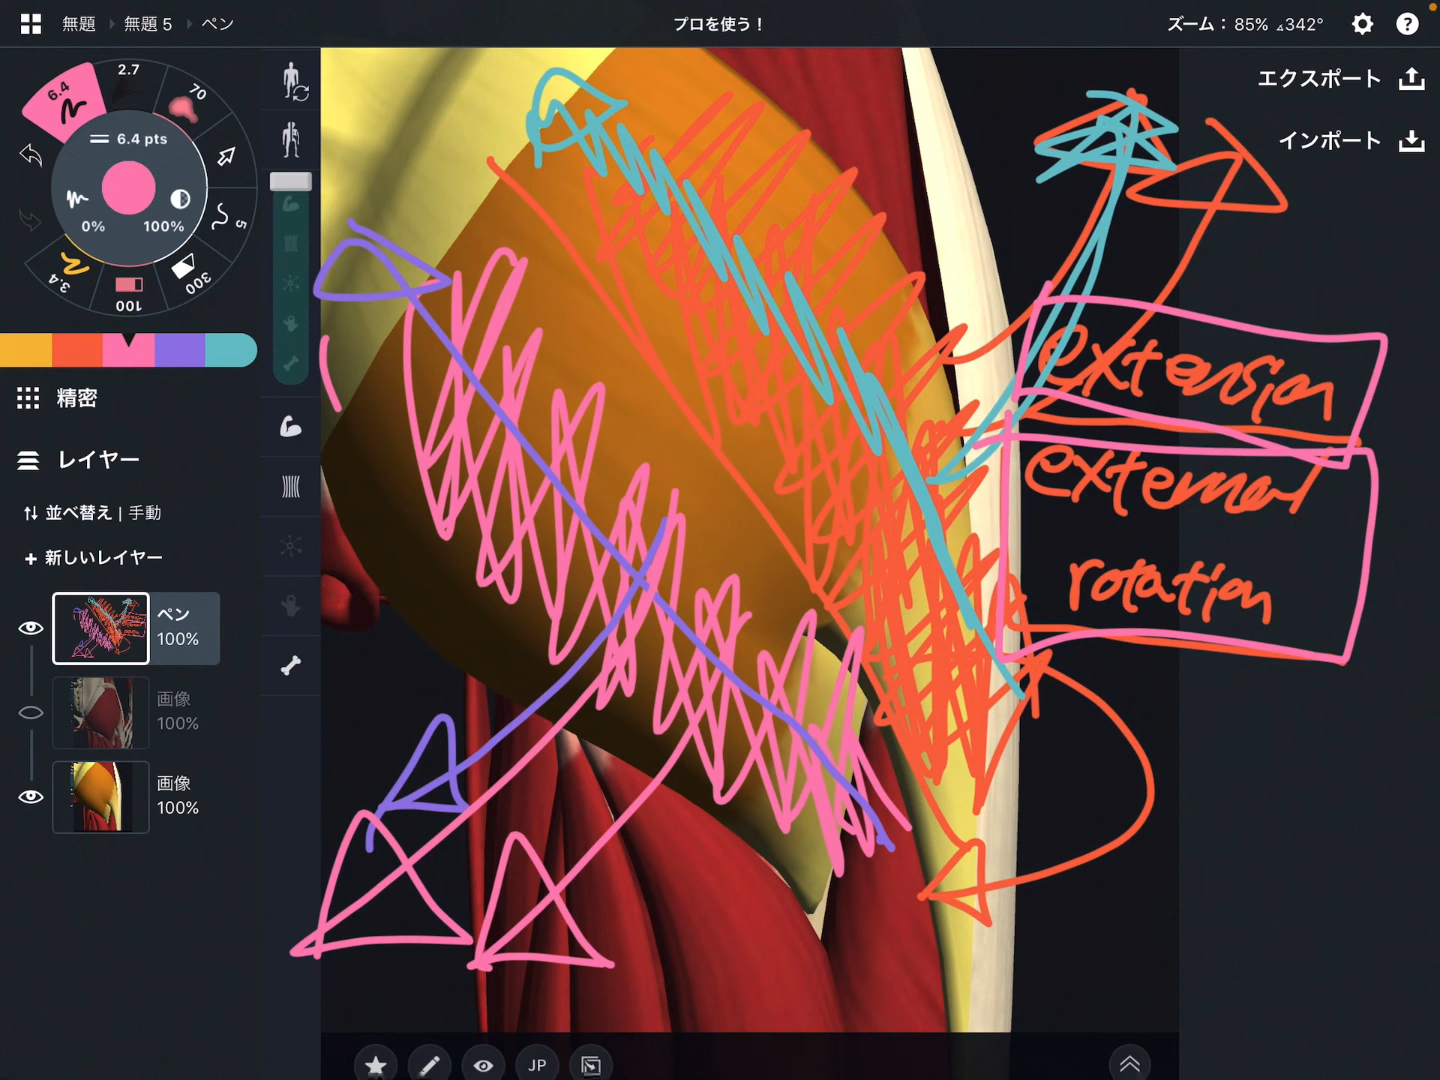 無題 無題 5 ペン
プロを使う！
ズーム： 85% ⊿342°
エクスポート
インポート
2.7
6.4
70
6.4 pts
0% 100%
5
300
100
3.4
精密
レイヤー
並べ替え | 手動
+ 新しいレイヤー
ペン
100%
画像
100%
画像
100%
extension
external
rotation
JP